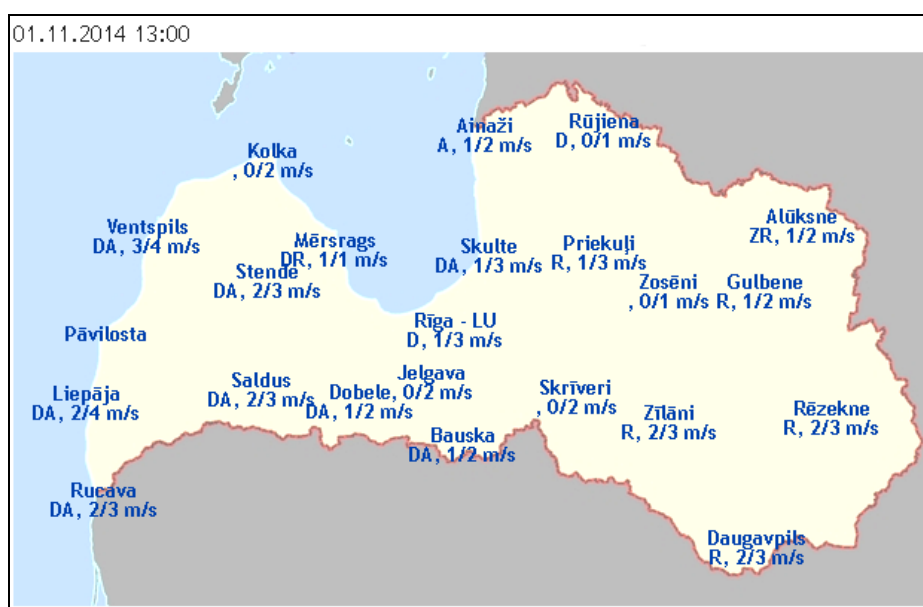 01.11.2014 13:00
Ainaži
A, 1/2 m/s
Rūjiena
D, 0/1 m/s
Kolka
, 0/2 m/s
Ventspils
DA, 3/4 m/s
Mērsrags
DR, 1/1 m/s
Stende
DA, 2/3 m/s
Skulte
DA, 1/3 m/s
Priekuļi
R, 1/3 m/s
Alūksne
ZR, 1/2 m/s
Zosēni
, 0/1 m/s
Gulbene
R, 1/2 m/s
Pāvilosta
Rīga - LU
D, 1/3 m/s
Liepāja
DA, 2/4 m/s
Saldus
DA, 2/3 m/s
Jelgava
, 0/2 m/s
Dobele
DA, 1/2 m/s
Skrīveri
, 0/2 m/s
Zīlāni
R, 2/3 m/s
Rēzekne
R, 2/3 m/s
Bauska
DA, 1/2 m/s
Rucava
DA, 2/3 m/s
Daugavpils
R, 2/3 m/s